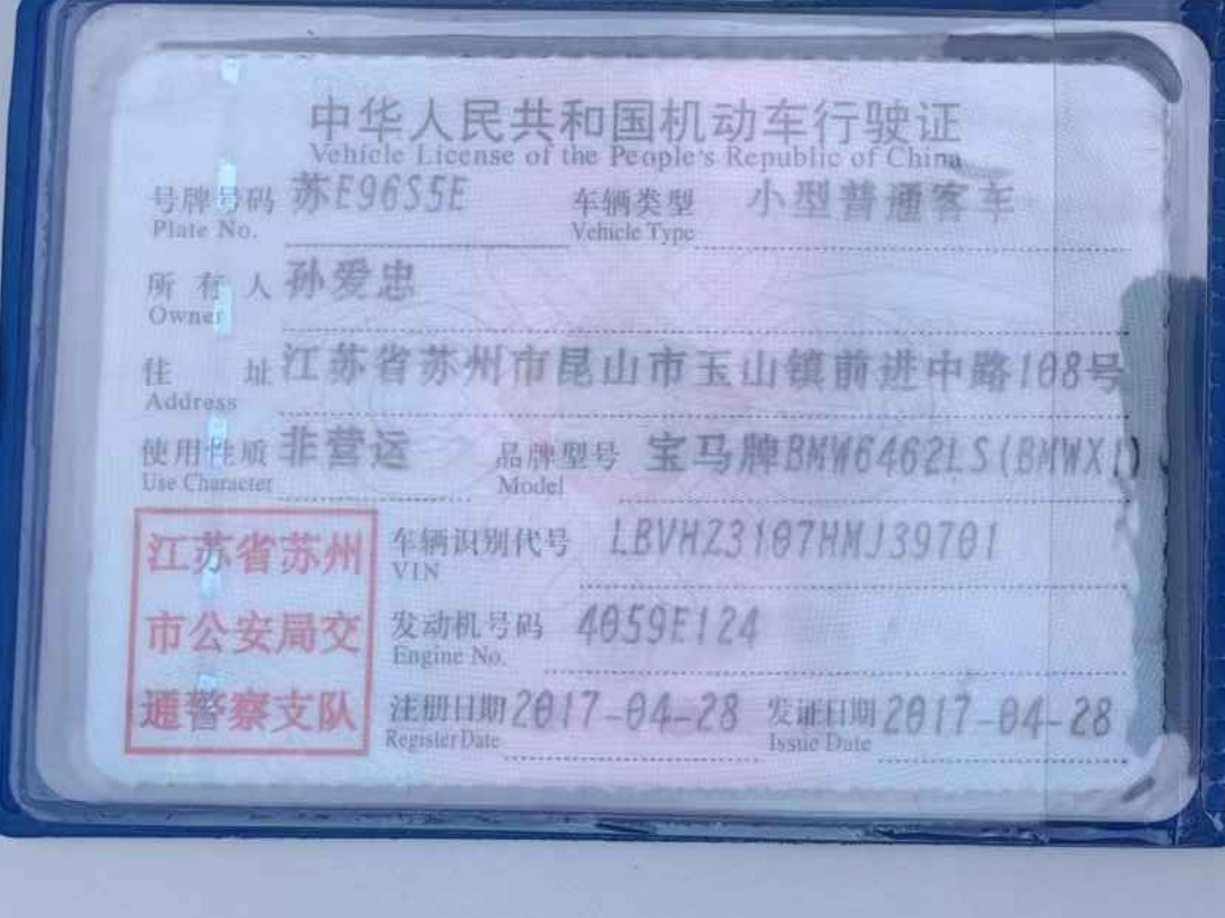 中华人民共和国机动车行驶证
Vehicle License of the People's Republic of China
号牌号码 苏E96S5E 车辆类型 小型普通客车
Plate No. Vehicle Type
所有人 孙爱忠
Owner
住址 江苏省苏州市昆山市玉山镇前进中路108号
Address
使用性质 非营运 品牌型号 宝马牌BMW6462LS(BMWX1)
Use Character Model
江苏省苏州
市公安局交
通警察支队
车辆识别代号 LBVHZ3107HMJ39701
VIN
发动机号码 4059E124
Engine No.
注册日期 2017-04-28 发证日期 2017-04-28
Register Date Issue Date